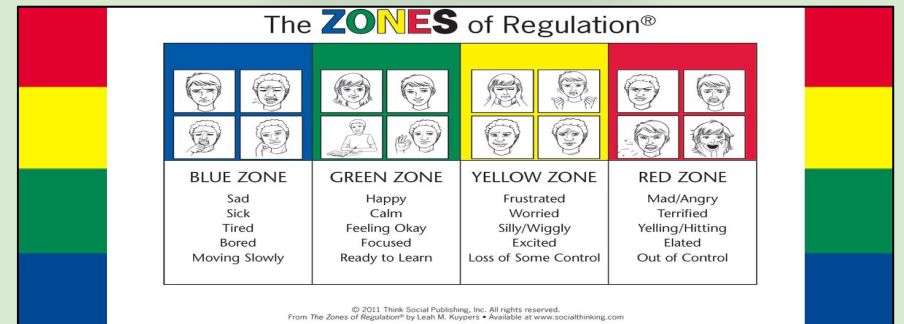 The ZONES of Regulation®
BLUE ZONE
Sad
Sick
Tired
Bored
Moving Slowly
GREEN ZONE
Happy
Calm
Feeling Okay
Focused
Ready to Learn
YELLOW ZONE
Frustrated
Worried
Silly/Wiggly
Excited
Loss of Some Control
RED ZONE
Mad/Angry
Terrified
Yelling/Hitting
Elated
Out of Control
© 2011 Think Social Publishing, Inc. All rights reserved.
From The Zones of Regulation® by Leah M. Kuypers • Available at www.socialthinking.com